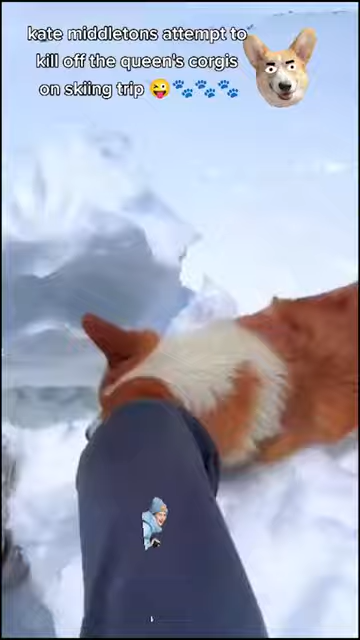 kate middletons attempt to
kill off the queen's corgis
on skiing trip 😜🐾🐾🐾